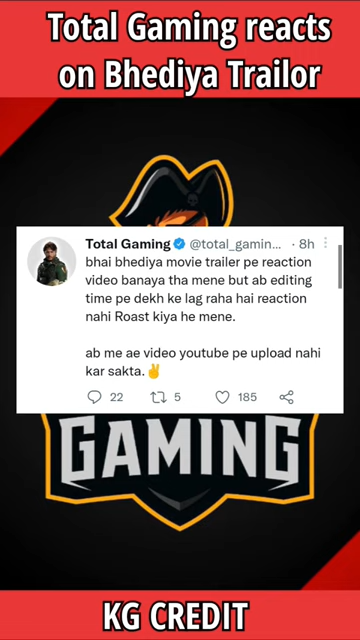 Total Gaming reacts
on Bhediya Trailor
Total Gaming @total_gamin... · 8h
bhai bhediya movie trailer pe reaction
video banaya tha mene but ab editing
time pe dekh ke lag raha hai reaction
nahi Roast kiya he mene.
ab me ae video youtube pe upload nahi
kar sakta.✌️
22 5 185
GAMING
KG CREDIT